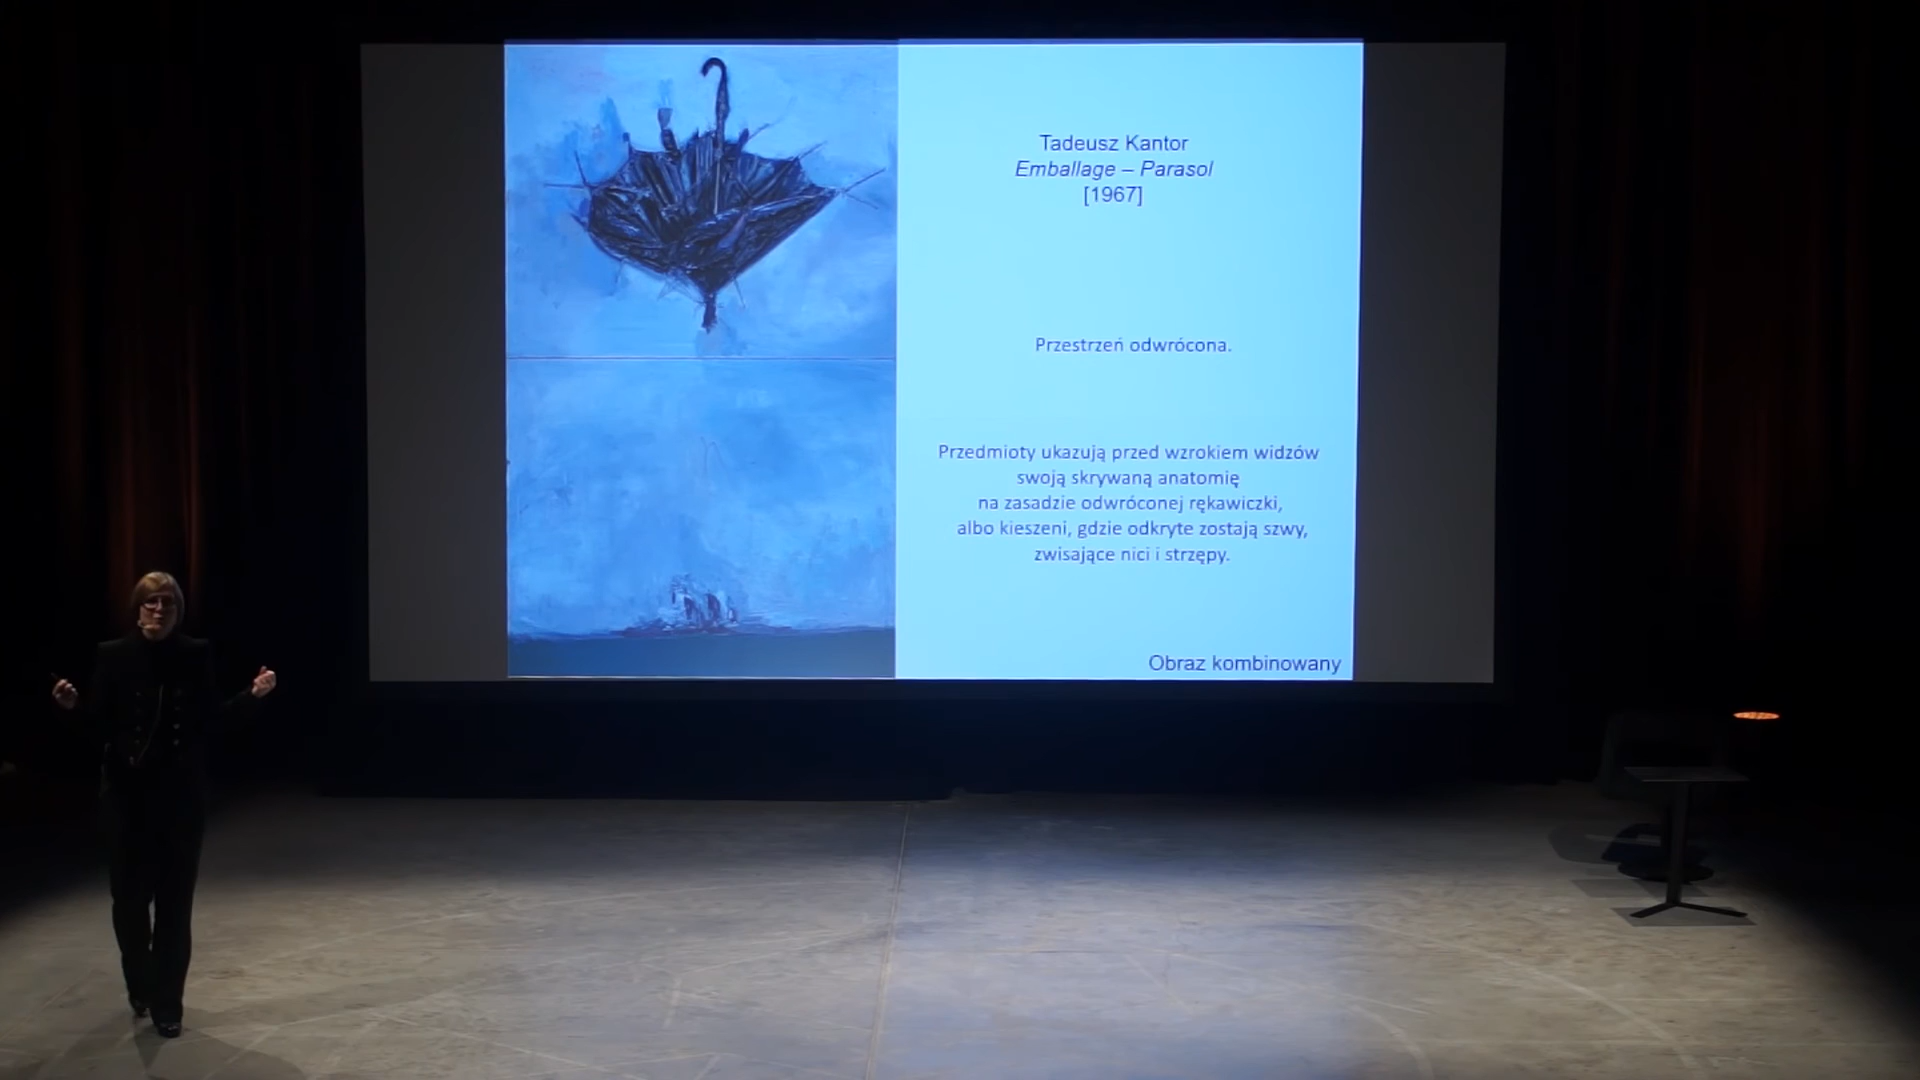 Tadeusz Kantor
Emballage – Parasol
[1967]
Przestrzeń odwrócona.
Przedmioty ukazują przed wzrokiem widzów
swoją skrywaną anatomię
na zasadzie odwróconej rękawiczki,
albo kieszeni, gdzie odkryte zostają szwy,
zwisające nici i strzępy.
Obraz kombinowany